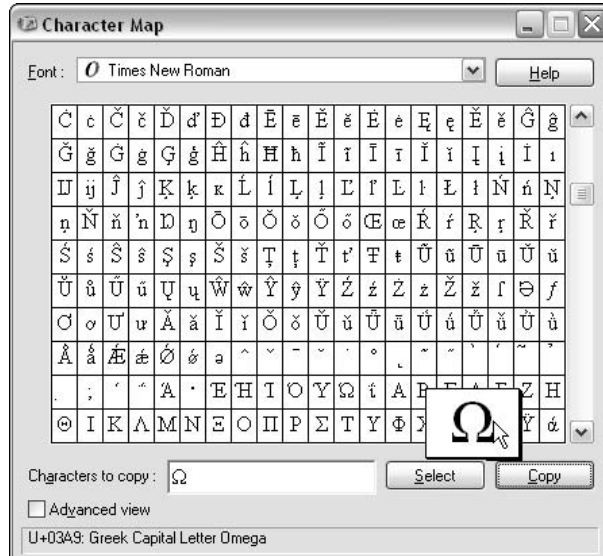 Character Map
Font : O Times New Roman Help
Ċ ċ Č č Ď ď Đ đ Ē ē Ĕ ĕ Ė ė Ę ę Ě ě Ĝ ĝ
Ğ ğ Ġ ġ Ģ ģ Ĥ ĥ Ħ ħ Ĩ ĩ Ī ī Ĭ ĭ Į į İ ı
IJ ij Ĵ ĵ Ķ ķ ĸ Ĺ ĺ Ļ ļ Ľ ľ Ŀ ŀ Ł ł Ń ń Ņ
ņ Ň ň ʼn Ŋ ŋ Ō ō Ŏ ŏ Ő ő Œ œ Ŕ ŕ Ŗ ŗ Ř ř
Ś ś Ŝ ŝ Ş ş Š š Ţ ţ Ť ť Ŧ ŧ Ũ ũ Ū ū Ŭ ŭ
Ů ů Ű ű Ų ų Ŵ ŵ Ŷ ŷ Ÿ Ź ź Ż ż Ž ž ſ Ə ƒ
Ơ ơ Ư ư Ǎ ǎ Ǐ ǐ Ǒ ǒ Ǔ ǔ Ǖ ǖ Ǘ ǘ Ǚ ǚ Ǜ ǜ
Ǻ ǻ Ǽ ǽ Ǿ ǿ ə
; Ά · Έ Ή Ί Ό Ύ Ώ ΐ Α Β Γ Δ Ε Ζ Η
Θ Ι Κ Λ Μ Ν Ξ Ο Π Ρ Σ Τ Υ Φ Ω Ϋ ά
Characters to copy : Ω Select Copy
Advanced view
U+03A9: Greek Capital Letter Omega